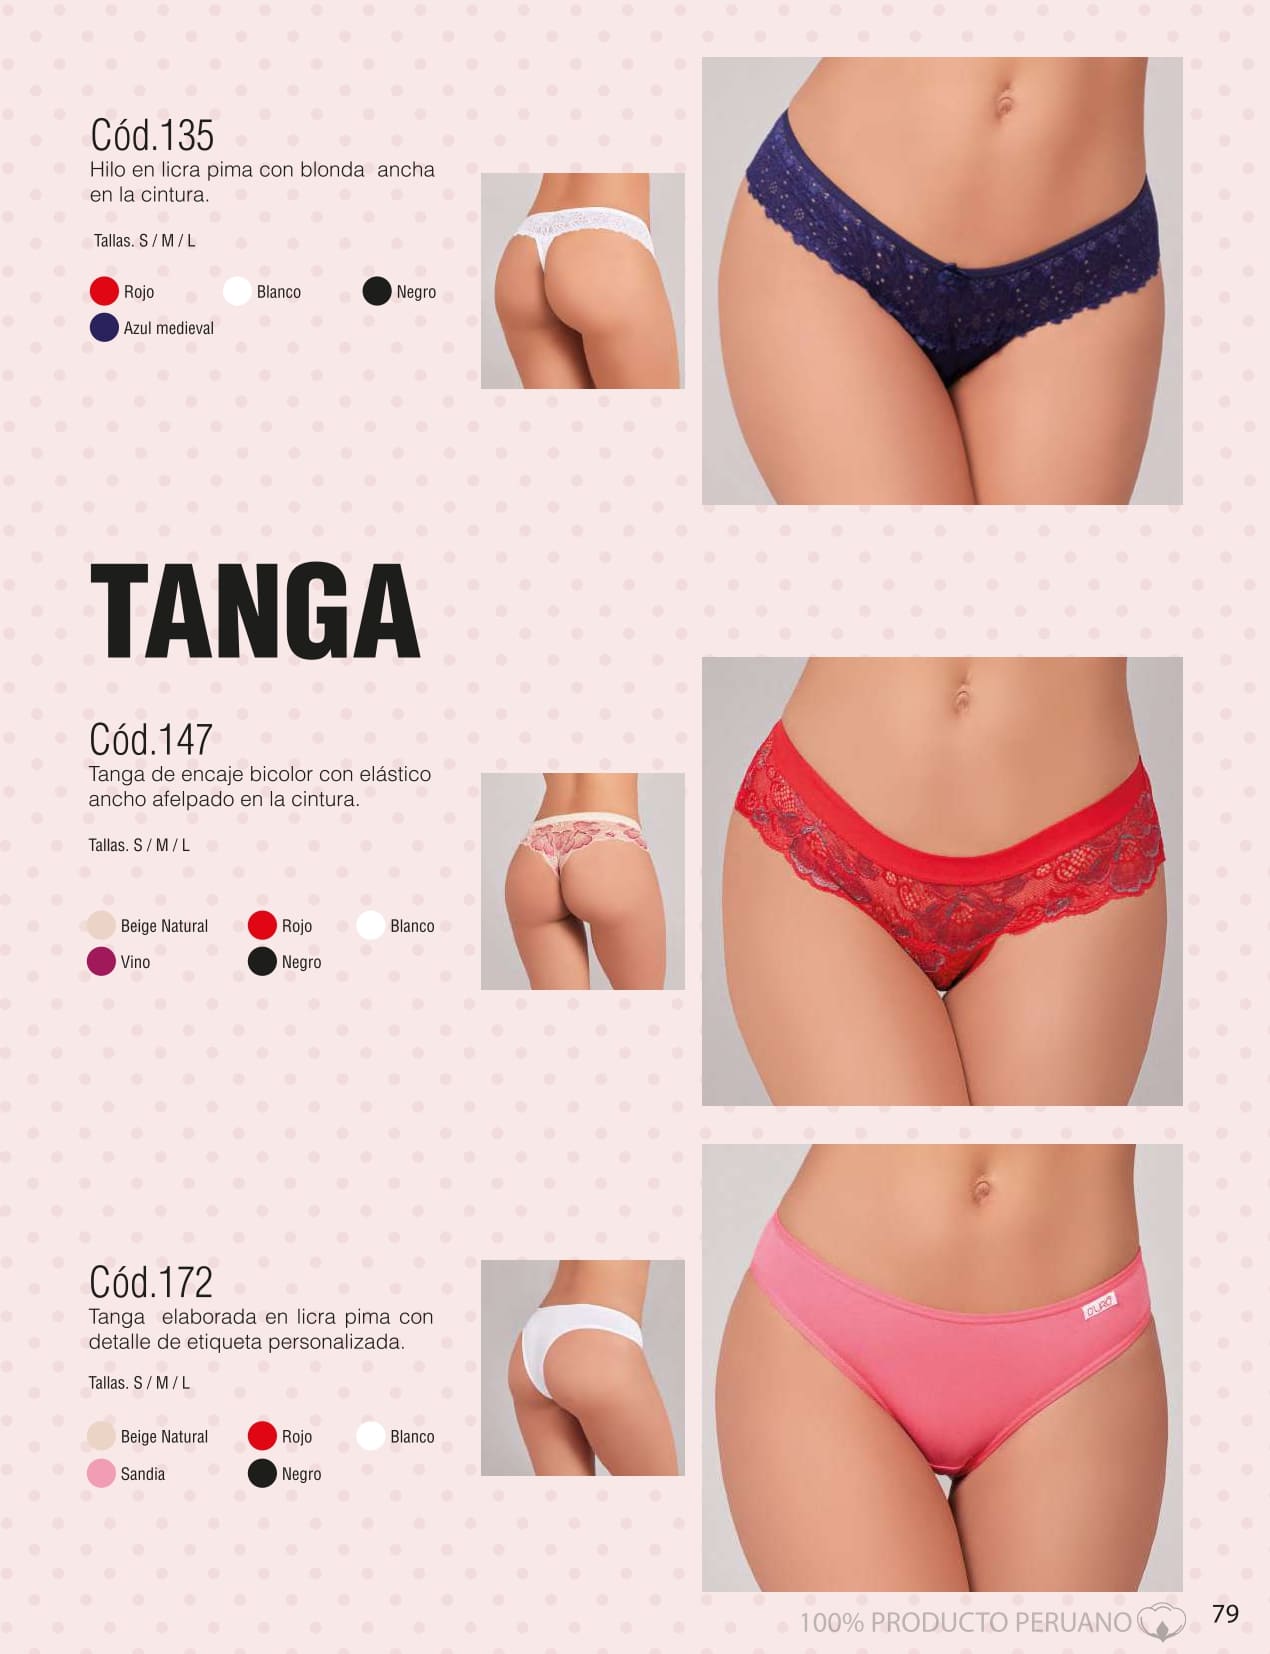 Cód.135
Hilo en licra pima con blonda ancha
en la cintura.
Tallas. S / M / L
Rojo Blanco Negro
Azul medieval
TANGA
Cód.147
Tanga de encaje bicolor con elástico
ancho afelpado en la cintura.
Tallas. S / M / L
Beige Natural Rojo Blanco
Vino Negro
Cód.172
Tanga elaborada en licra pima con
detalle de etiqueta personalizada.
Tallas. S / M / L
Beige Natural Rojo Blanco
Sandia Negro
100% PRODUCTO PERUANO
79